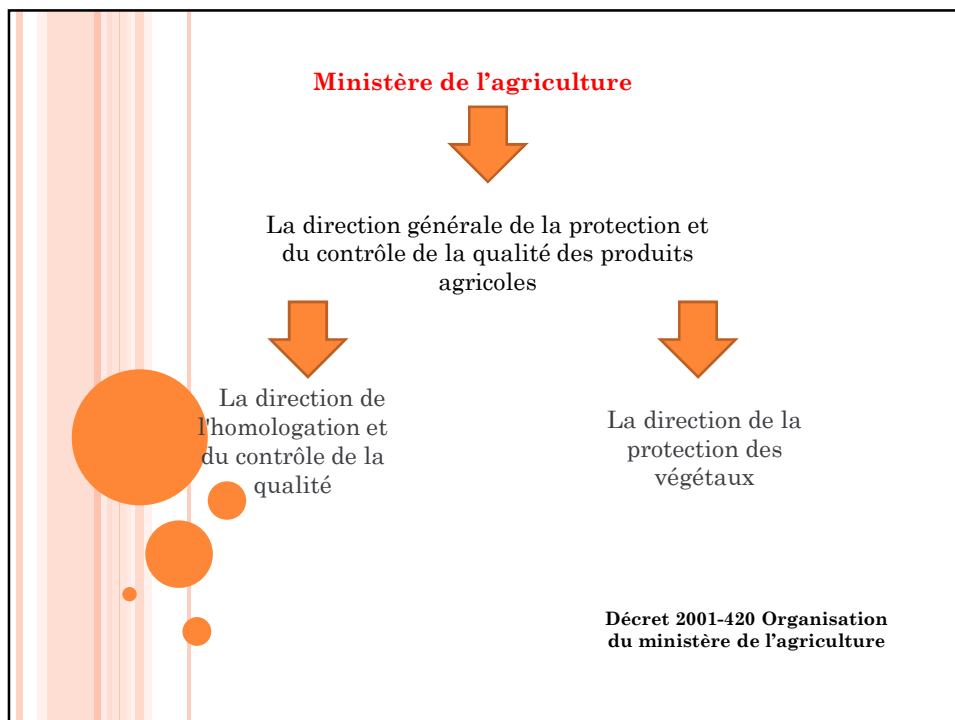 Ministère de l’agriculture
La direction générale de la protection et
du contrôle de la qualité des produits
agricoles
La direction de
l'homologation et
du contrôle de la
qualité
La direction de la
protection des
végétaux
Décret 2001-420 Organisation
du ministère de l’agriculture